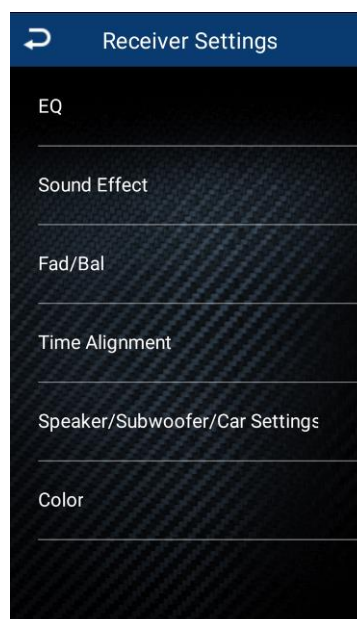 Receiver Settings
EQ
Sound Effect
Fad/Bal
Time Alignment
Speaker/Subwoofer/Car Settings
Color